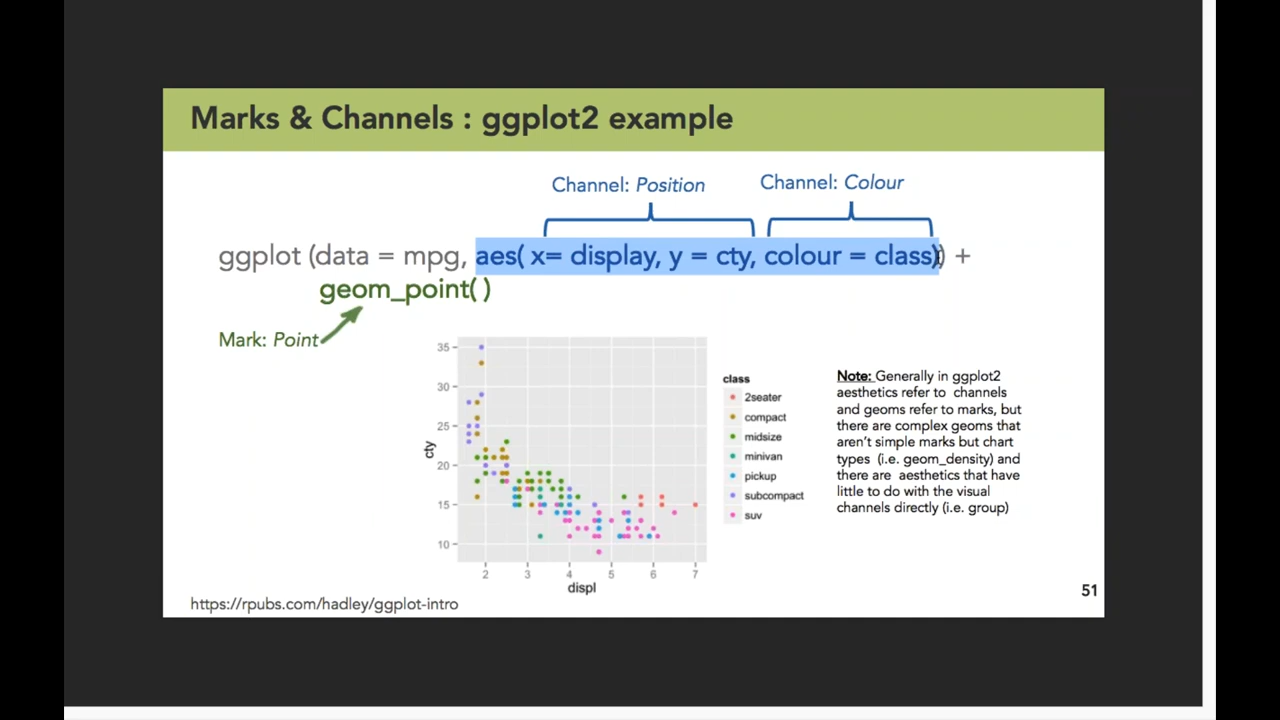 Marks & Channels : ggplot2 example
Channel: Position
Channel: Colour
ggplot (data = mpg, aes( x= display, y = cty, colour = class)) +
geom_point( )
Mark: Point
35
30
25
20
15
10
cty
2 3 4 5 6 7
displ
class
2seater
compact
midsize
minivan
pickup
subcompact
suv
Note: Generally in ggplot2
aesthetics refer to channels
and geoms refer to marks, but
there are complex geoms that
aren't simple marks but chart
types (i.e. geom_density) and
there are aesthetics that have
little to do with the visual
channels directly (i.e. group)
https://rpubs.com/hadley/ggplot-intro
51